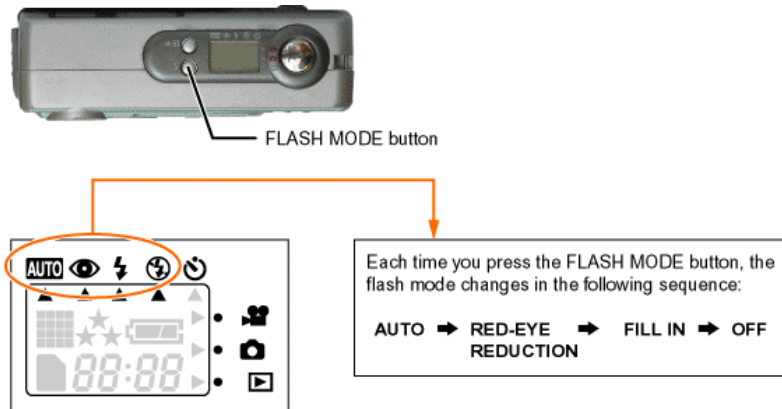 FLASH MODE button
AUTO
88:88
Each time you press the FLASH MODE button, the
flash mode changes in the following sequence:
AUTO ➡ RED-EYE REDUCTION ➡ FILL IN ➡ OFF